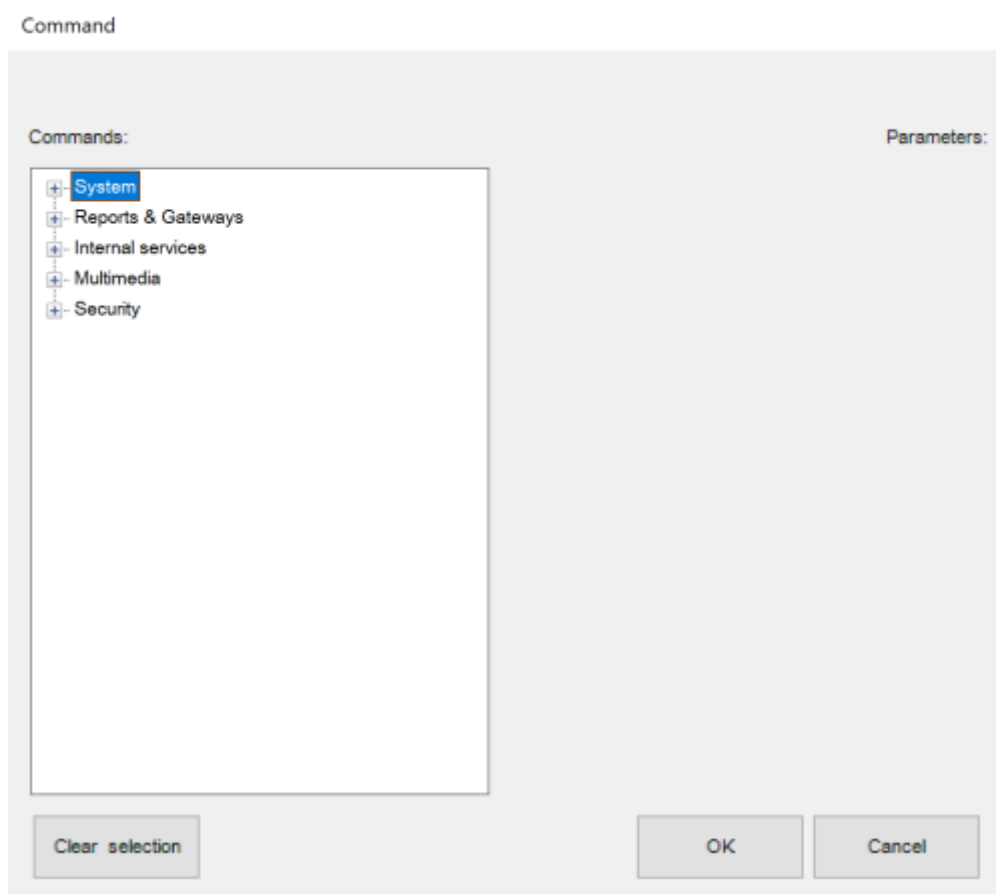 Command
Commands:
Parameters:
System
Reports & Gateways
Internal services
Multimedia
Security
Clear selection
OK
Cancel